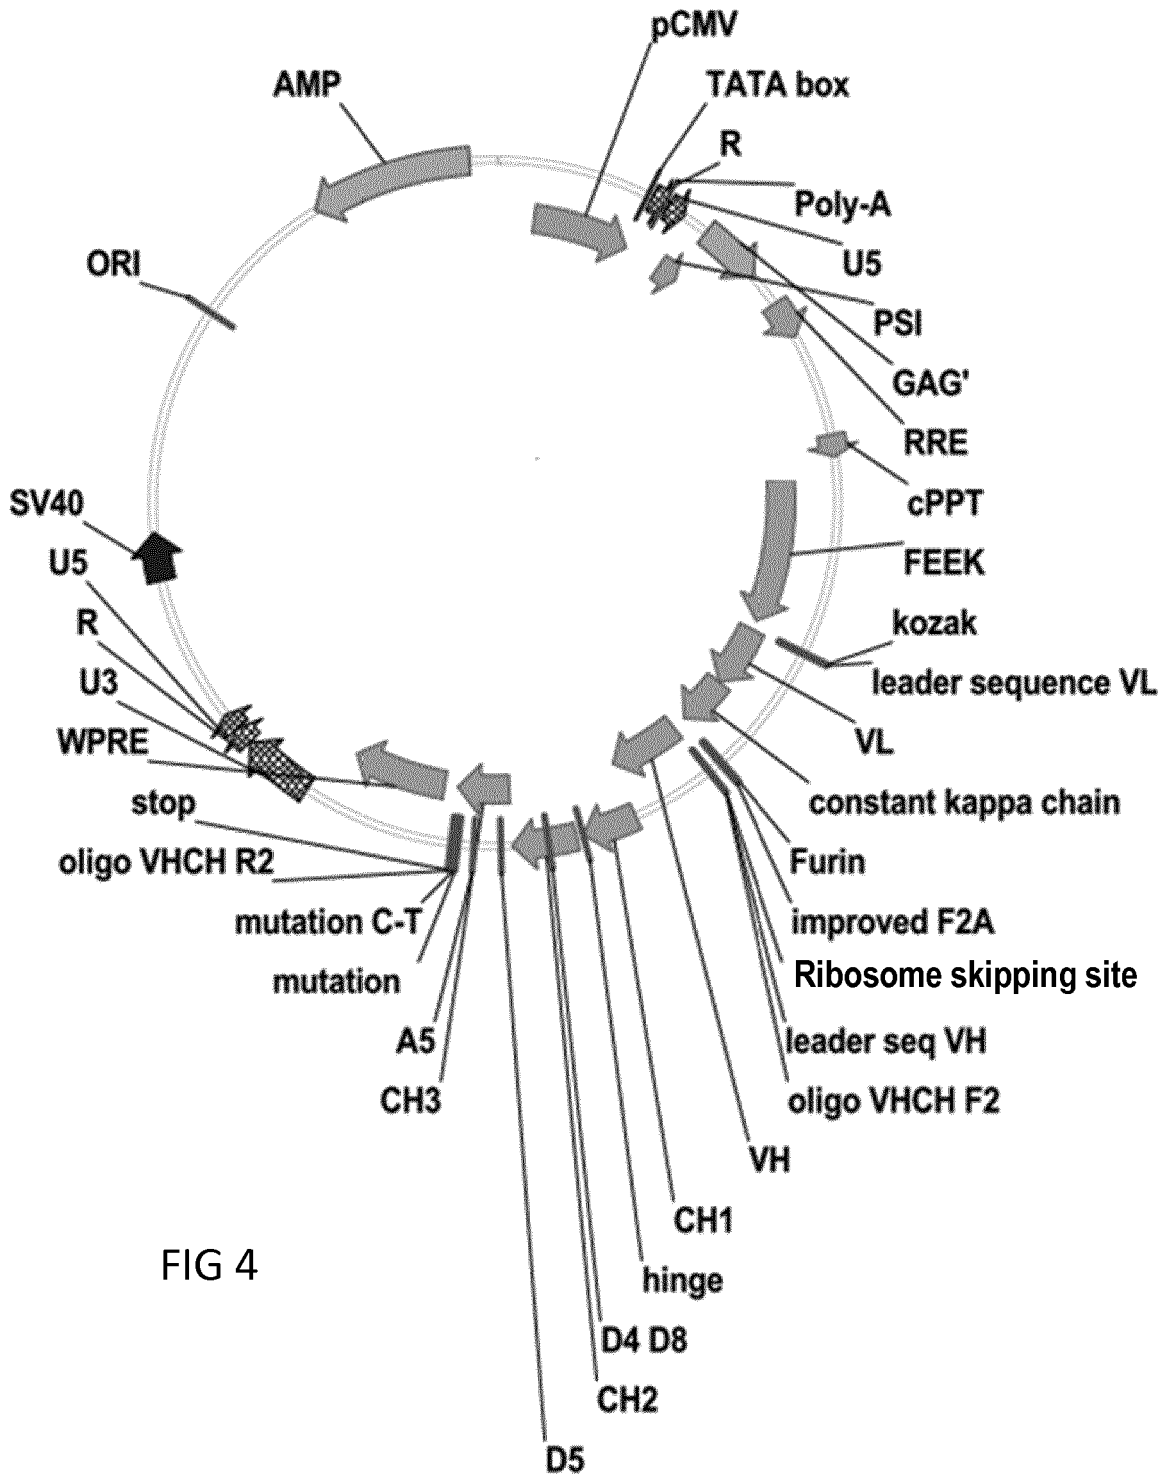 pCMV
AMP
TATA box
R
Poly-A
ORI
U5
PSI
GAG'
RRE
SV40
cPPT
U5
FEEK
R
kozak
U3
leader sequence VL
WPRE
VL
stop
constant kappa chain
oligo VHCH R2
Furin
mutation C-T
improved F2A
mutation
Ribosome skipping site
A5
leader seq VH
CH3
oligo VHCH F2
VH
CH1
FIG 4
hinge
D4 D8
CH2
D5